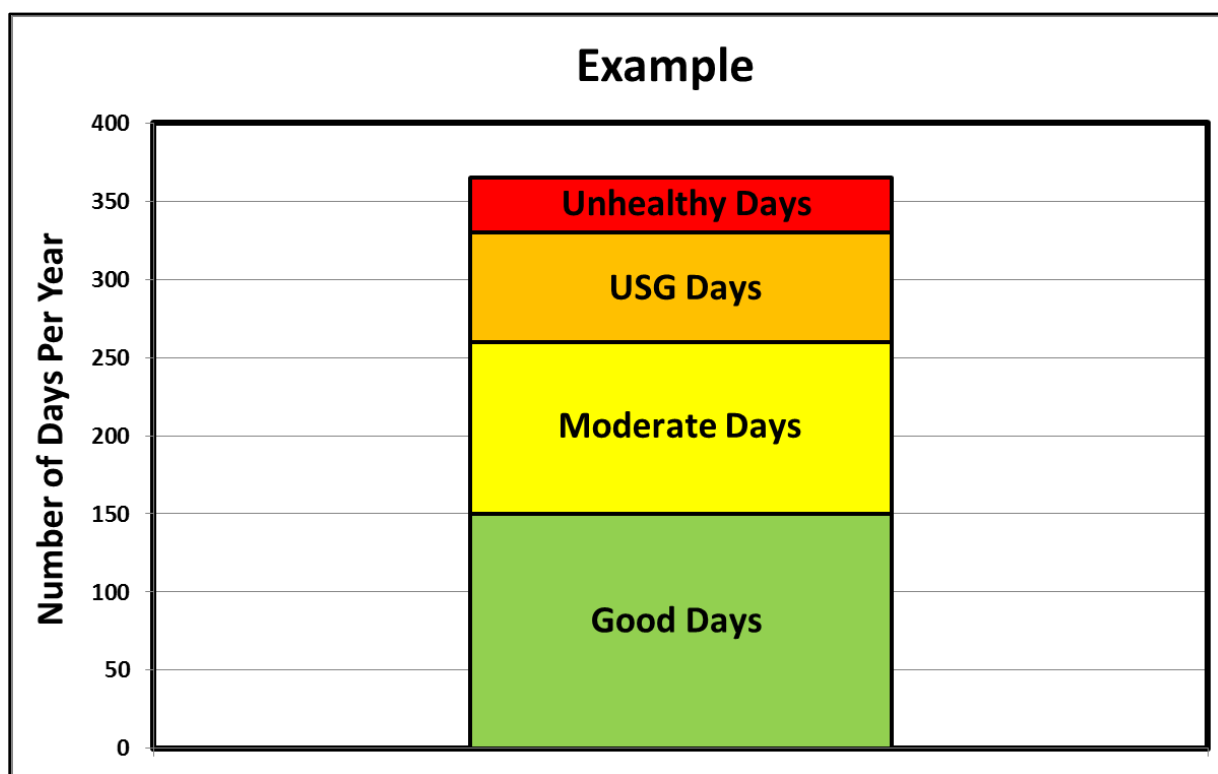 Example
Number of Days Per Year
400
350
300
250
200
150
100
50
0
Unhealthy Days
USG Days
Moderate Days
Good Days